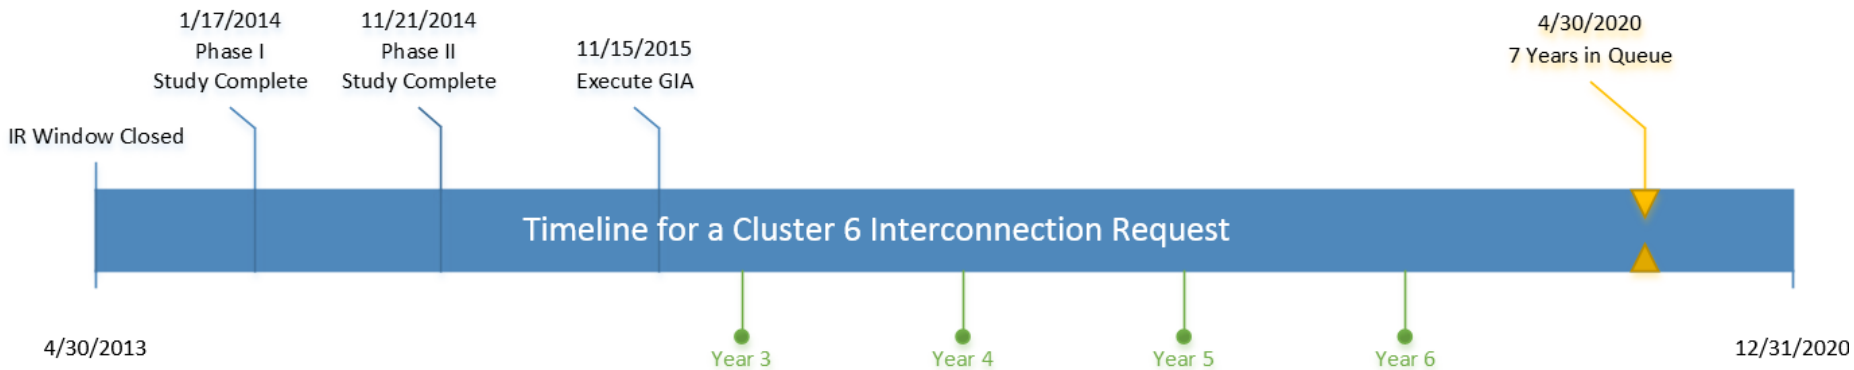 1/17/2014
Phase I
Study Complete
11/21/2014
Phase II
Study Complete
11/15/2015
Execute GIA
4/30/2020
7 Years in Queue
IR Window Closed
Timeline for a Cluster 6 Interconnection Request
4/30/2013
Year 3
Year 4
Year 5
Year 6
12/31/2020